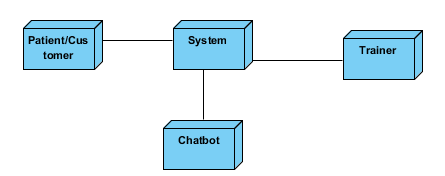 Patient/Cus
tomer
System
Trainer
Chatbot